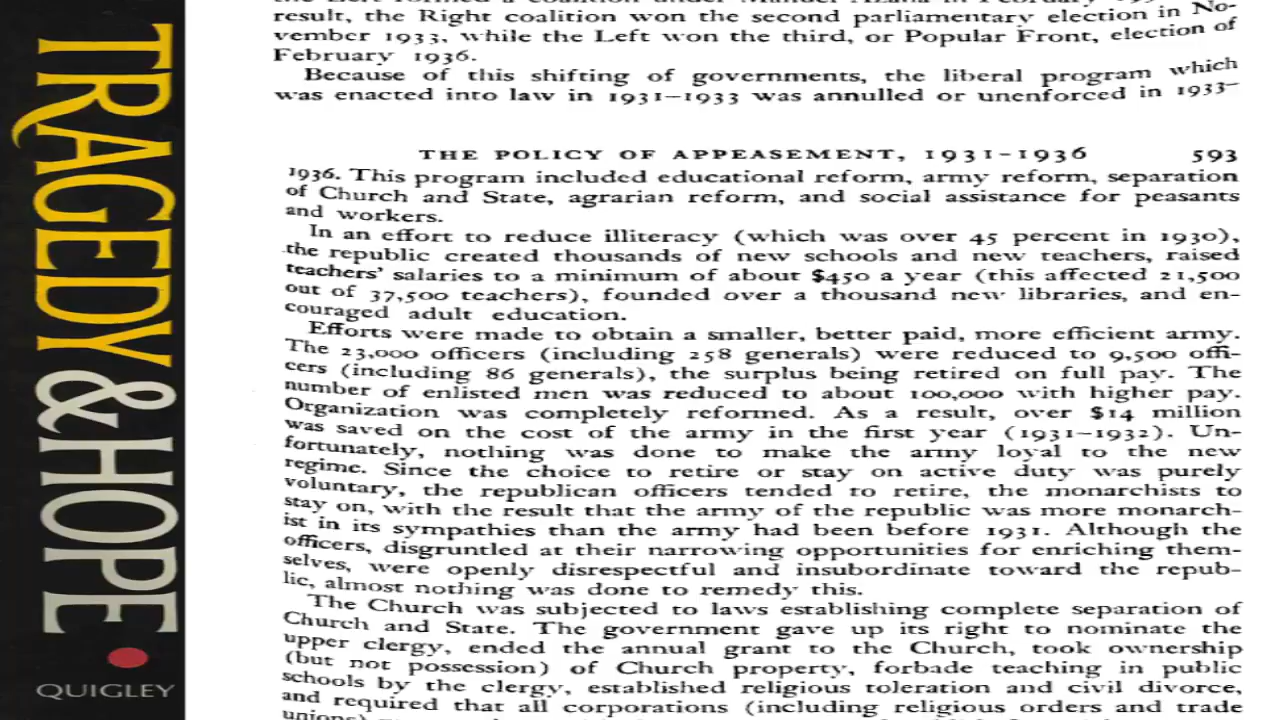 TRAGEDY & HOPE
QUIGLEY
result, the Right coalition won the second parliamentary election in No-
vember 1933, while the Left won the third, or Popular Front, election of
February 1936.
Because of this shifting of governments, the liberal program which
was enacted into law in 1931–1933 was annulled or unenforced in 1933–
THE POLICY OF APPEASEMENT, 1931–1936 593
1936. This program included educational reform, army reform, separation
of Church and State, agrarian reform, and social assistance for peasants
and workers.
In an effort to reduce illiteracy (which was over 45 percent in 1930),
the republic created thousands of new schools and new teachers, raised
teachers' salaries to a minimum of about $450 a year (this affected 21,500
out of 37,500 teachers), founded over a thousand new libraries, and en-
couraged adult education.
Efforts were made to obtain a smaller, better paid, more efficient army.
The 23,000 officers (including 258 generals) were reduced to 9,500 offi-
cers (including 86 generals), the surplus being retired on full pay. The
number of enlisted men was reduced to about 100,000 with higher pay.
Organization was completely reformed. As a result, over $14 million
was saved on the cost of the army in the first year (1931–1932). Un-
fortunately, nothing was done to make the army loyal to the new
regime. Since the choice to retire or stay on active duty was purely
voluntary, the republican officers tended to retire, the monarchists to
stay on, with the result that the army of the republic was more monarch-
ist in its sympathies than the army had been before 1931. Although the
officers, disgruntled at their narrowing opportunities for enriching them-
selves, were openly disrespectful and insubordinate toward the repub-
lic, almost nothing was done to remedy this.
The Church was subjected to laws establishing complete separation of
Church and State. The government gave up its right to nominate the
upper clergy, ended the annual grant to the Church, took ownership
(but not possession) of Church property, forbade teaching in public
schools by the clergy, established religious toleration and civil divorce,
and required that all corporations (including religious orders and trade